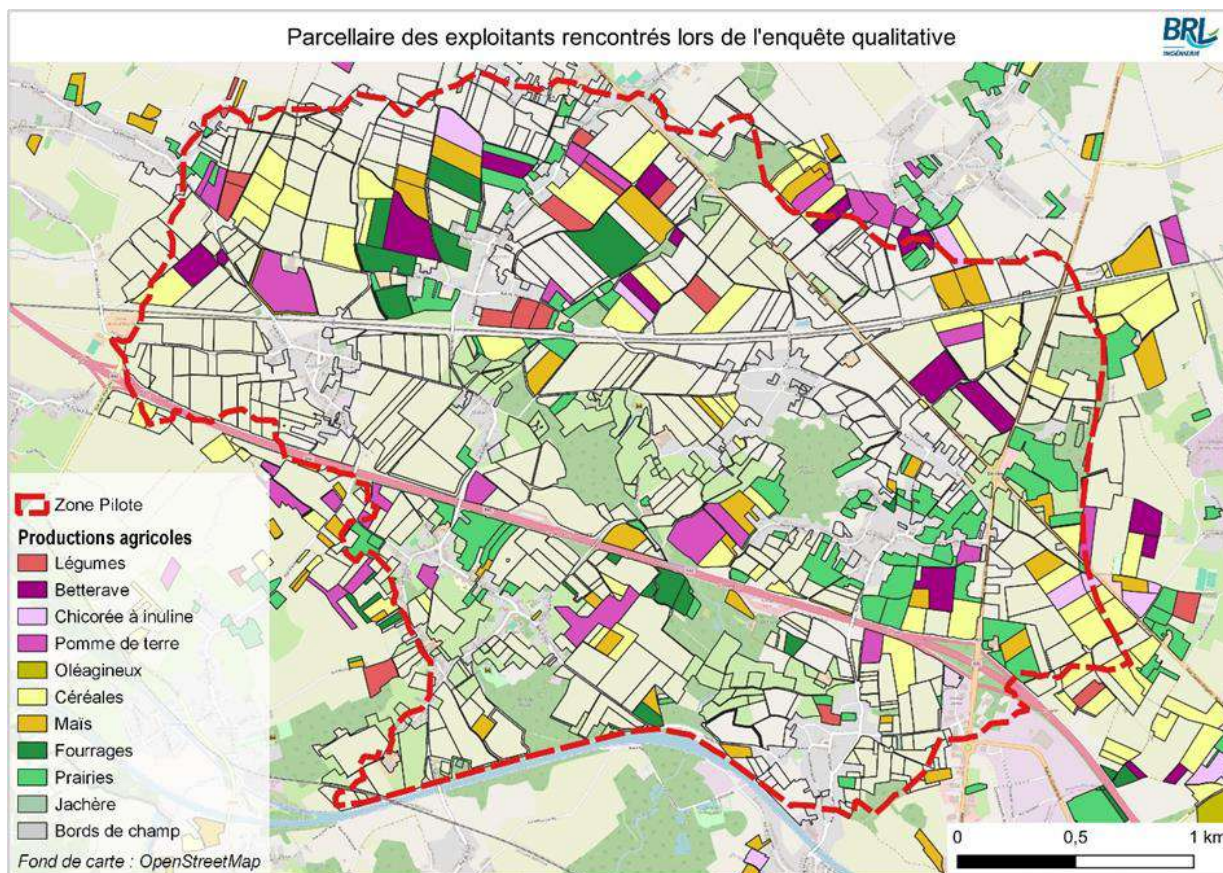 Parcellaire des exploitants rencontrés lors de l'enquête qualitative
BRL
INGÉNIERIE
Zone Pilote
Productions agricoles
Légumes
Betterave
Chicorée à inuline
Pomme de terre
Oléagineux
Céréales
Maïs
Fourrages
Prairies
Jachère
Bords de champ
Fond de carte : OpenStreetMap
0
0,5
1 km